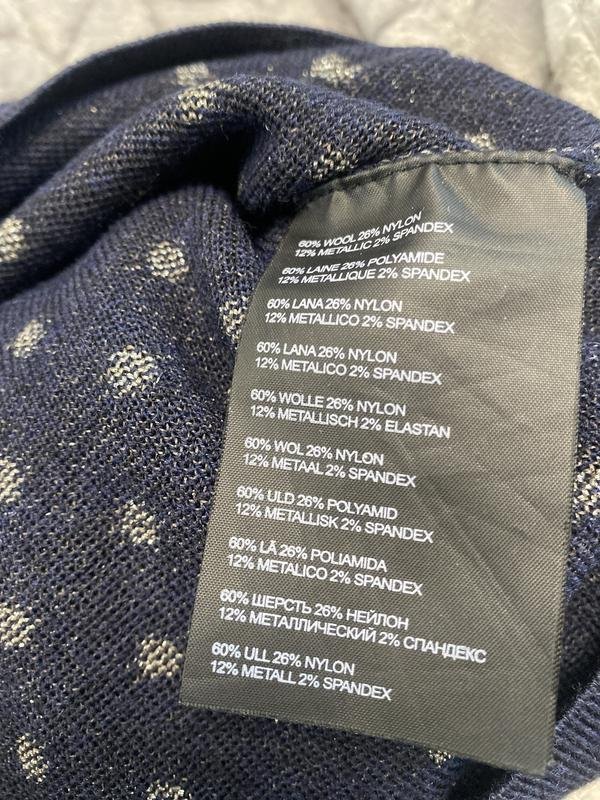 60% WOOL 26% NYLON
12% METALLIC 2% SPANDEX
60% LAINE 26% POLYAMIDE
12% METALLIQUE 2% SPANDEX
60% LANA 26% NYLON
12% METALLICO 2% SPANDEX
60% LANA 26% NYLON
12% METALICO 2% SPANDEX
60% WOLLE 26% NYLON
12% METALLISCH 2% ELASTAN
60% WOL 26% NYLON
12% METAAL 2% SPANDEX
60% ULD 26% POLYAMID
12% METALLISK 2% SPANDEX
60% LÃ 26% POLIAMIDA
12% METALICO 2% SPANDEX
60% ШЕРСТЬ 26% НЕЙЛОН
12% МЕТАЛЛИЧЕСКИЙ 2% СПАНДЕКС
60% ULL 26% NYLON
12% METALL 2% SPANDEX